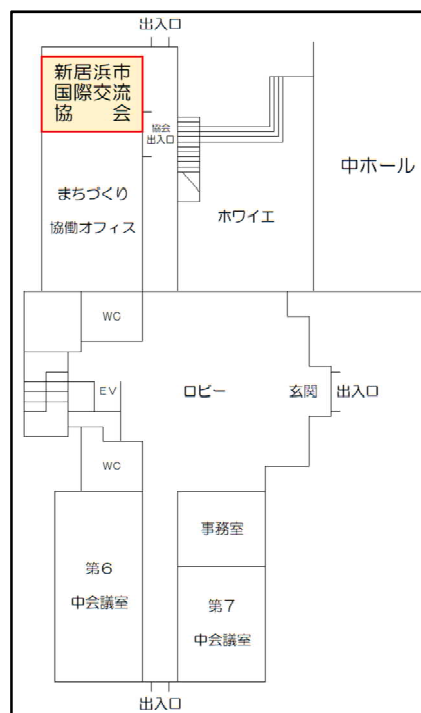 出入口
新居浜市
国際交流
協　会
協会
出入口
まちづくり
協働オフィス
ホワイエ
中ホール
WC
EV
ロビー
玄関
出入口
WC
事務室
第6
中会議室
第7
中会議室
出入口